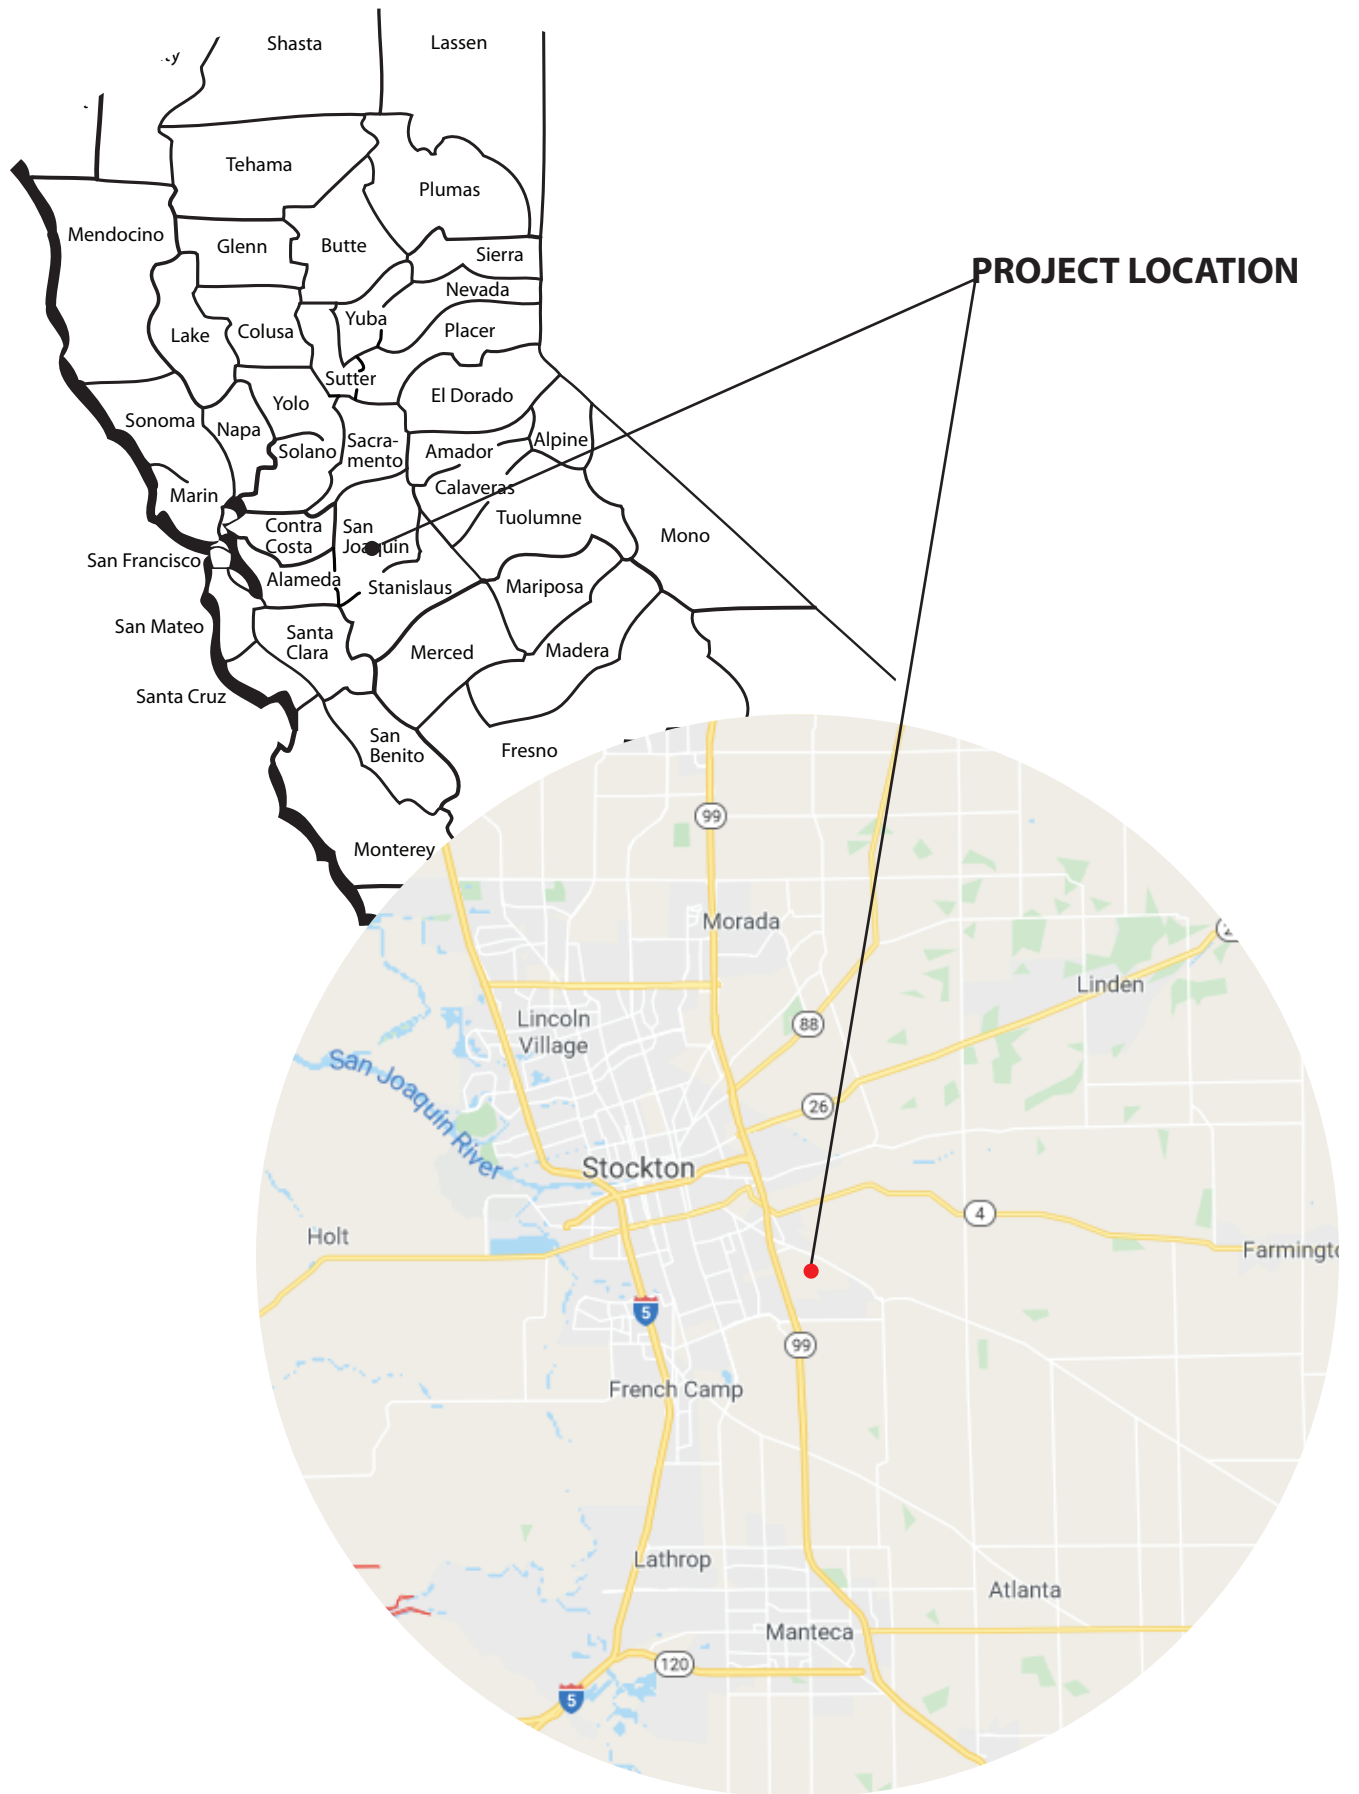 Shasta
Lassen
Tehama
Plumas
Mendocino
Glenn
Butte
Sierra
PROJECT LOCATION
Nevada
Yuba
Placer
Lake
Colusa
Sutter
El Dorado
Yolo
Sonoma
Napa
Solano
Sacra-
mento
Amador
Alpine
Calaveras
Marin
Contra
Costa
San
Joaquin
Tuolumne
Mono
San Francisco
Alameda
Stanislaus
Mariposa
San Mateo
Santa
Clara
Merced
Madera
Santa Cruz
San
Benito
Fresno
Monterey
99
Morada
Linden
Lincoln
Village
88
San Joaquin River
26
Stockton
4
Holt
Farmingto
5
99
French Camp
Lathrop
Atlanta
Manteca
120
5